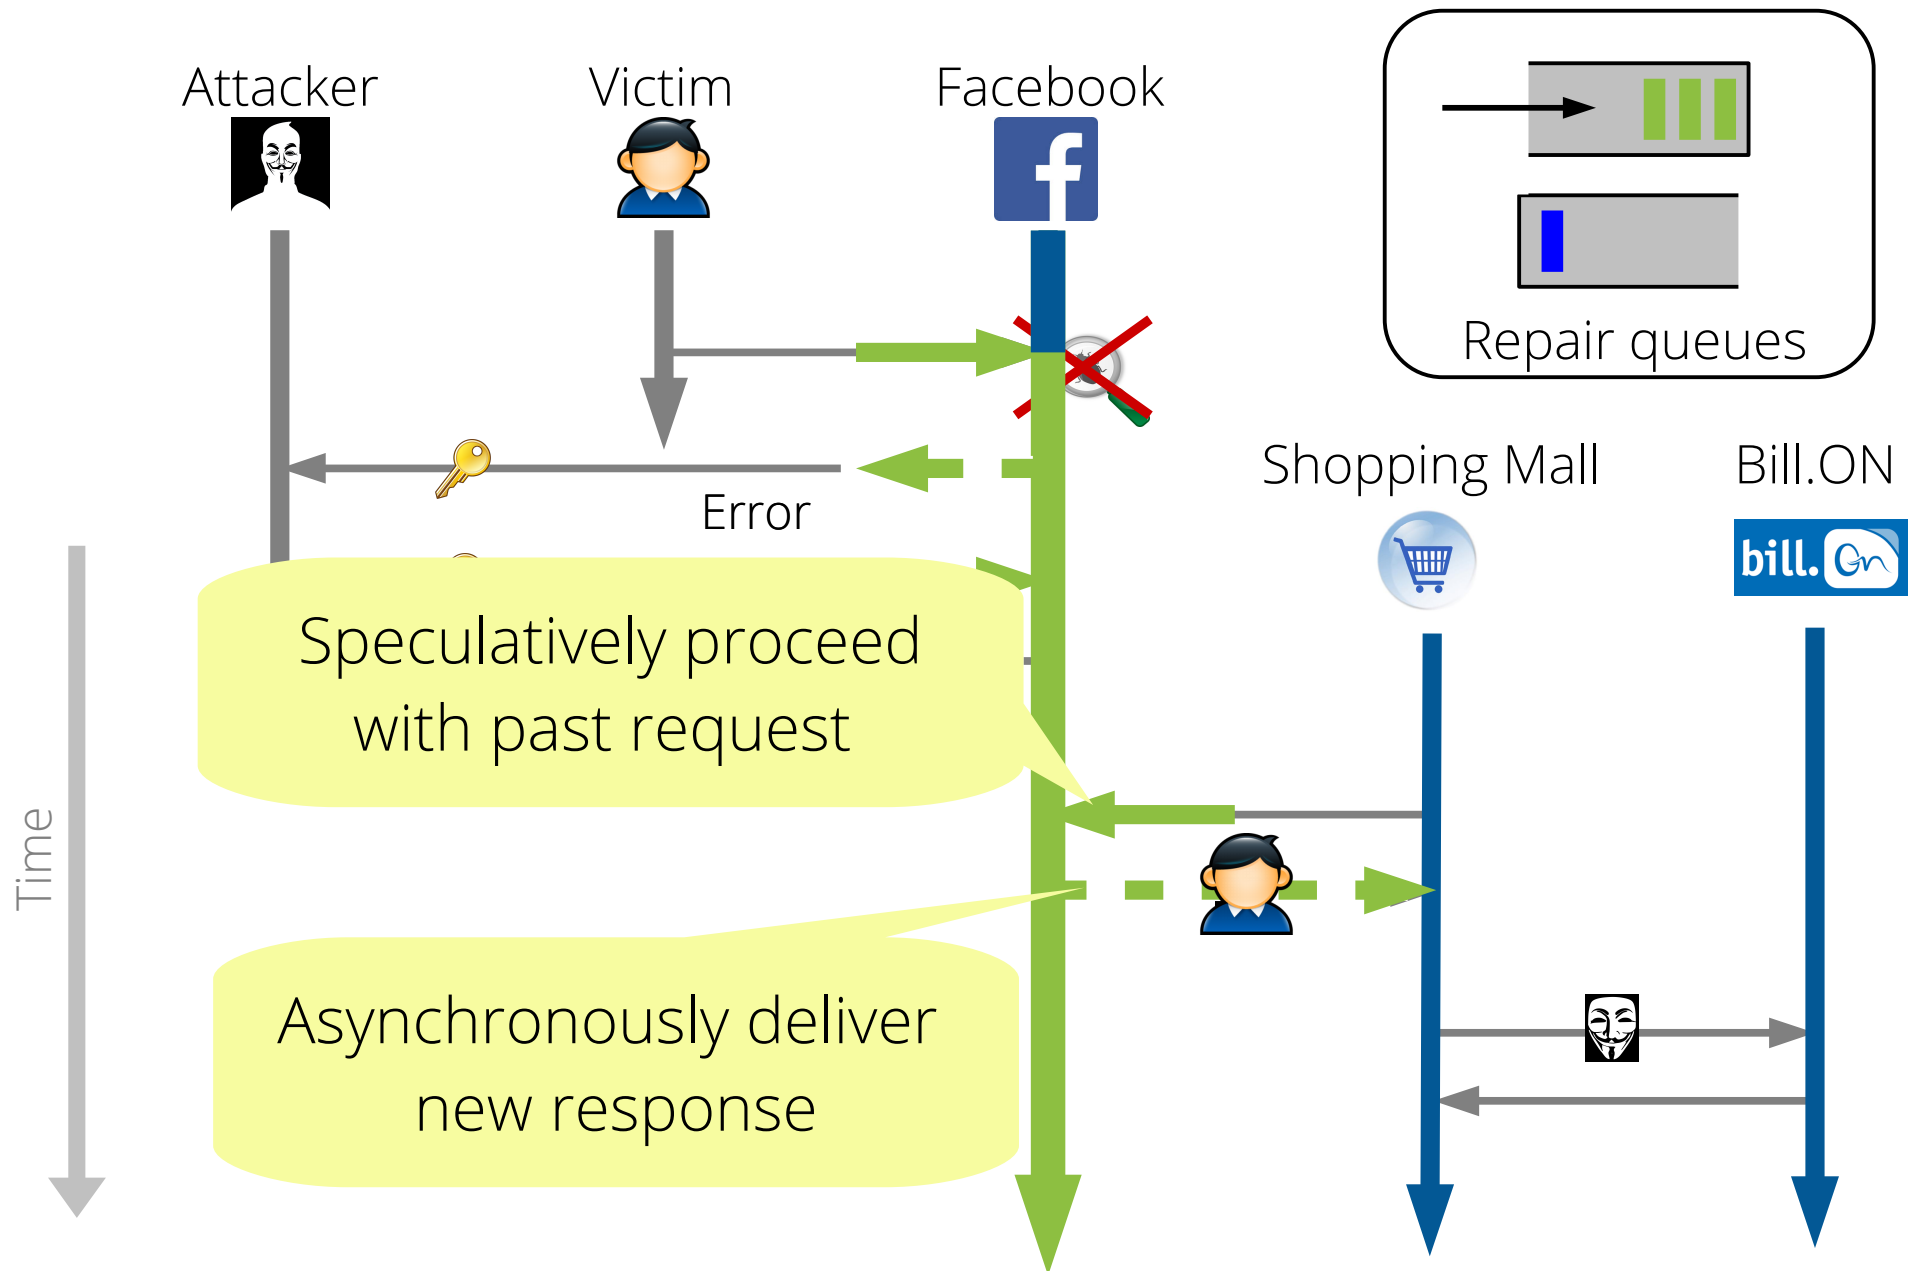 Attacker
Victim
Facebook
Repair queues
Error
Shopping Mall
Bill.ON
bill.On
Speculatively proceed
with past request
Time
Asynchronously deliver
new response